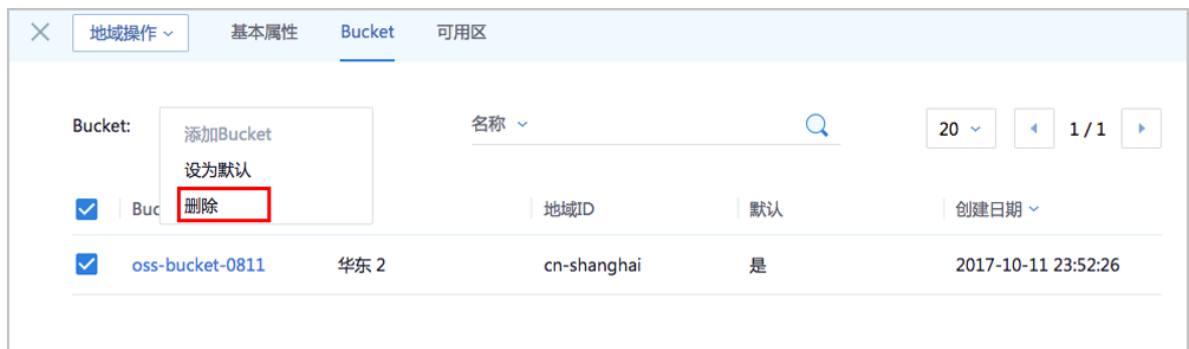 地域操作 基本属性 Bucket 可用区
Bucket: 名称 20 1 / 1
添加Bucket
设为默认
删除
Buc 地域ID 默认 创建日期
oss-bucket-0811 华东 2 cn-shanghai 是 2017-10-11 23:52:26